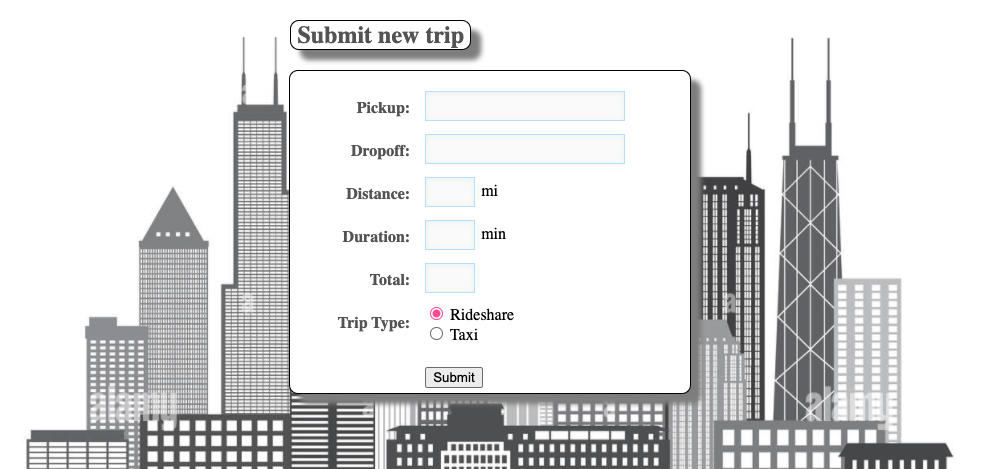 Submit new trip
Pickup:
Dropoff:
Distance: mi
Duration: min
Total:
Trip Type: Rideshare
Taxi
Submit
a
a
a
alamy
alamy
a
a